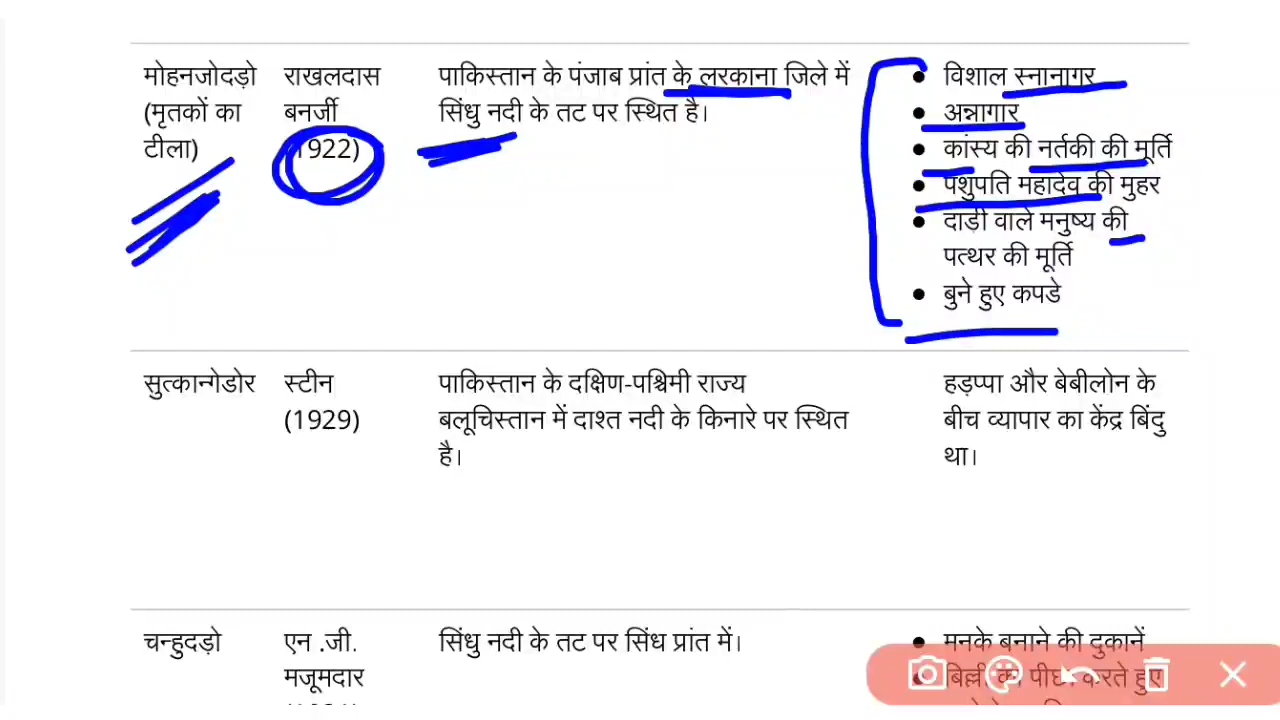 मोहनजोदड़ो राखलदास पाकिस्तान के पंजाब प्रांत के लरकाना जिले में ● विशाल स्नानागर
(मृतकों का बनर्जी सिंधु नदी के तट पर स्थित है। ● अन्नागार
टीला) 1922) ● कांस्य की नर्तकी की मूर्ति
● पशुपति महादेव की मुहर
● दाड़ी वाले मनुष्य की
पत्थर की मूर्ति
● बुने हुए कपडे
सुत्कान्गेडोर स्टीन पाकिस्तान के दक्षिण-पश्चिमी राज्य हड़प्पा और बेबीलोन के
(1929) बलूचिस्तान में दाश्त नदी के किनारे पर स्थित बीच व्यापार का केंद्र बिंदु
है। था।
चन्हुदड़ो एन .जी. सिंधु नदी के तट पर सिंध प्रांत में। ● मनके बनाने की दुकानें
मजूमदार ● बिल्ली का पीछा करते हुए